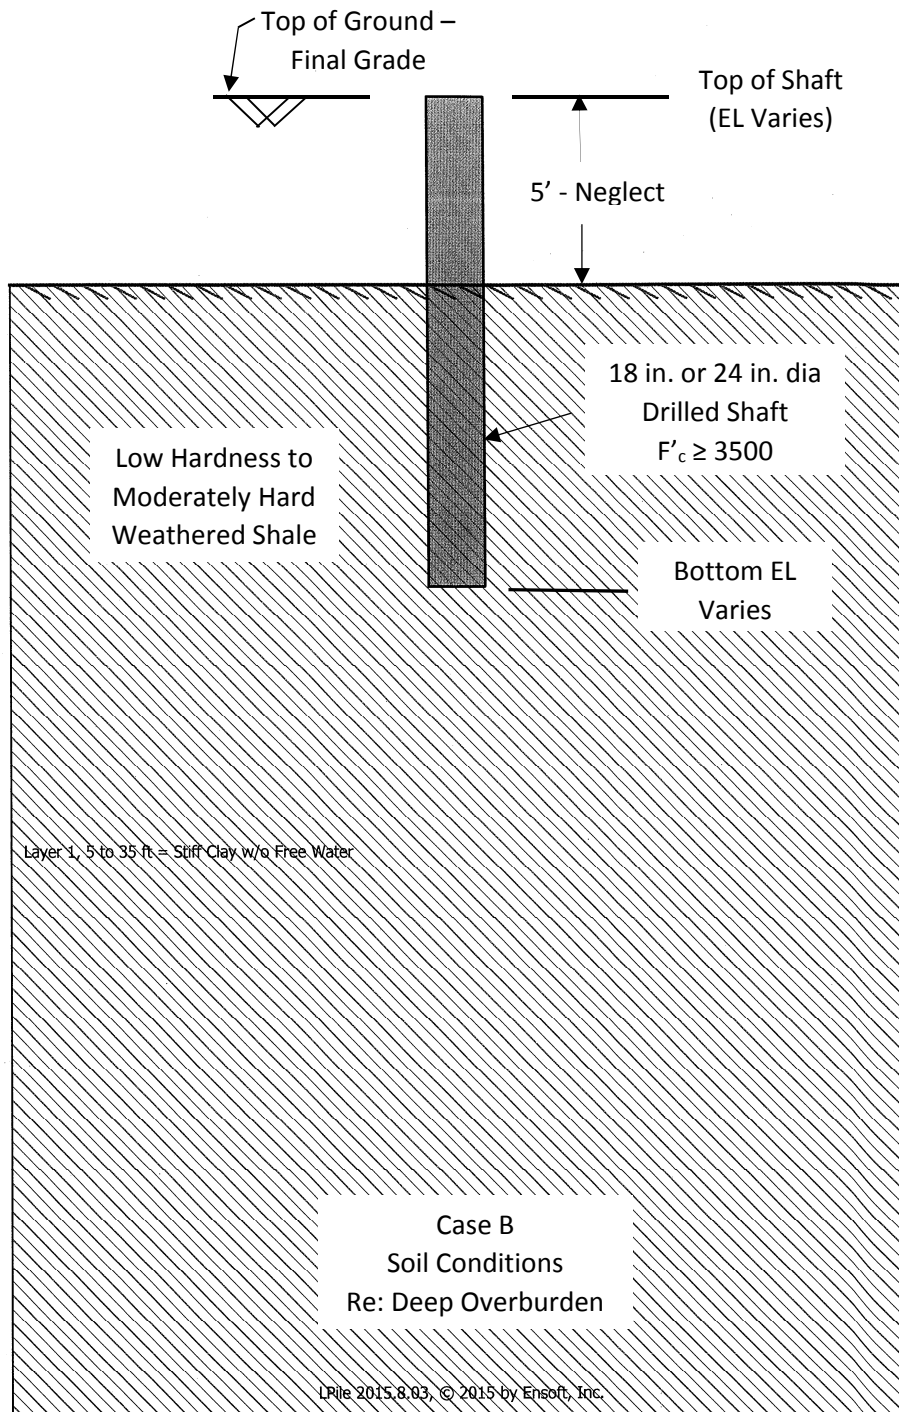 Top of Ground –
Final Grade
Top of Shaft
(EL Varies)
5’ - Neglect
18 in. or 24 in. dia
Drilled Shaft
F’c ≥ 3500
Low Hardness to
Moderately Hard
Weathered Shale
Bottom EL
Varies
Layer 1, 5 to 35 ft = Stiff Clay w/o Free Water
Case B
Soil Conditions
Re: Deep Overburden
LPile 2015.8.03, © 2015 by Ensoft, Inc.